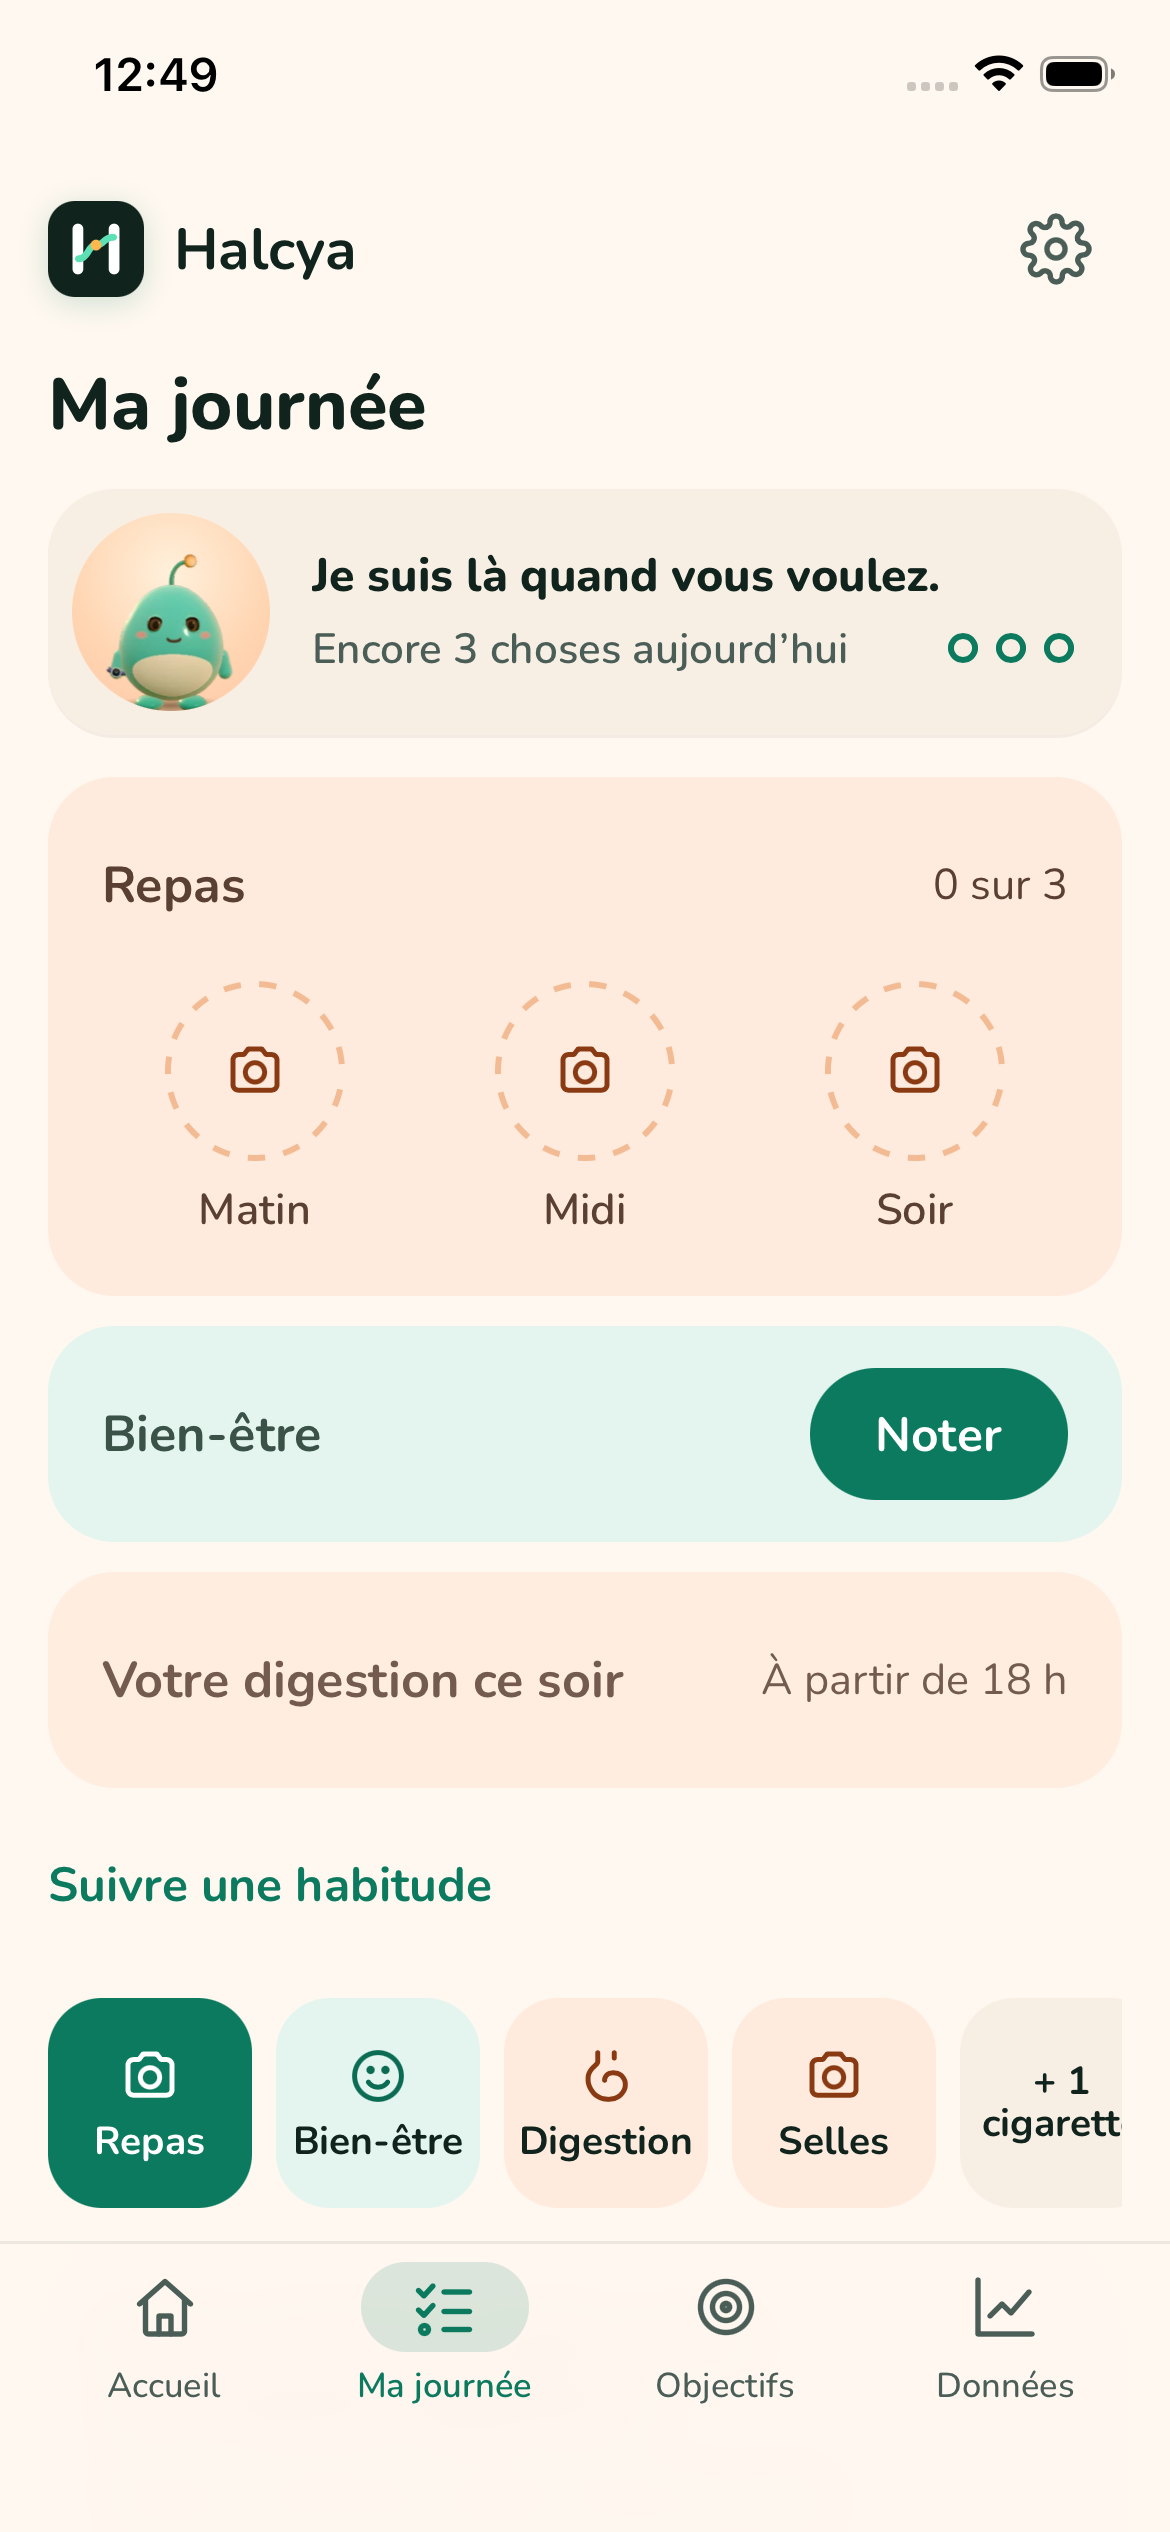 12:49
Halcya
Ma journée
Je suis là quand vous voulez.
Encore 3 choses aujourd’hui
Repas
0 sur 3
Matin
Midi
Soir
Bien-être
Noter
Votre digestion ce soir
À partir de 18 h
Suivre une habitude
Repas
Bien-être
Digestion
Selles
+ 1
cigarett
Accueil
Ma journée
Objectifs
Données